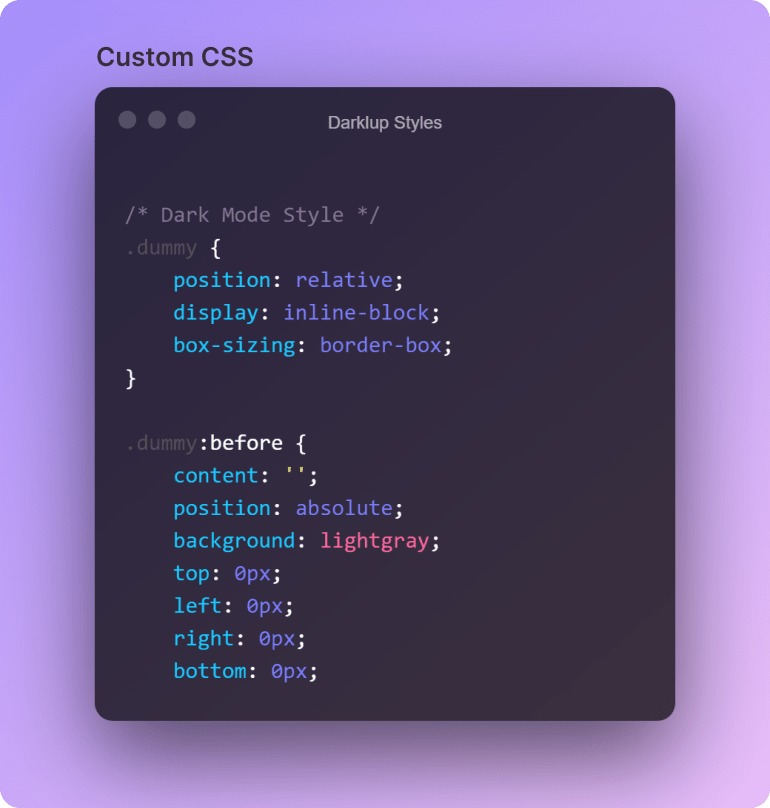 Custom CSS
Darklup Styles
/* Dark Mode Style */
.dummy {
    position: relative;
    display: inline-block;
    box-sizing: border-box;
}
.dummy:before {
    content: '';
    position: absolute;
    background: lightgray;
    top: 0px;
    left: 0px;
    right: 0px;
    bottom: 0px;